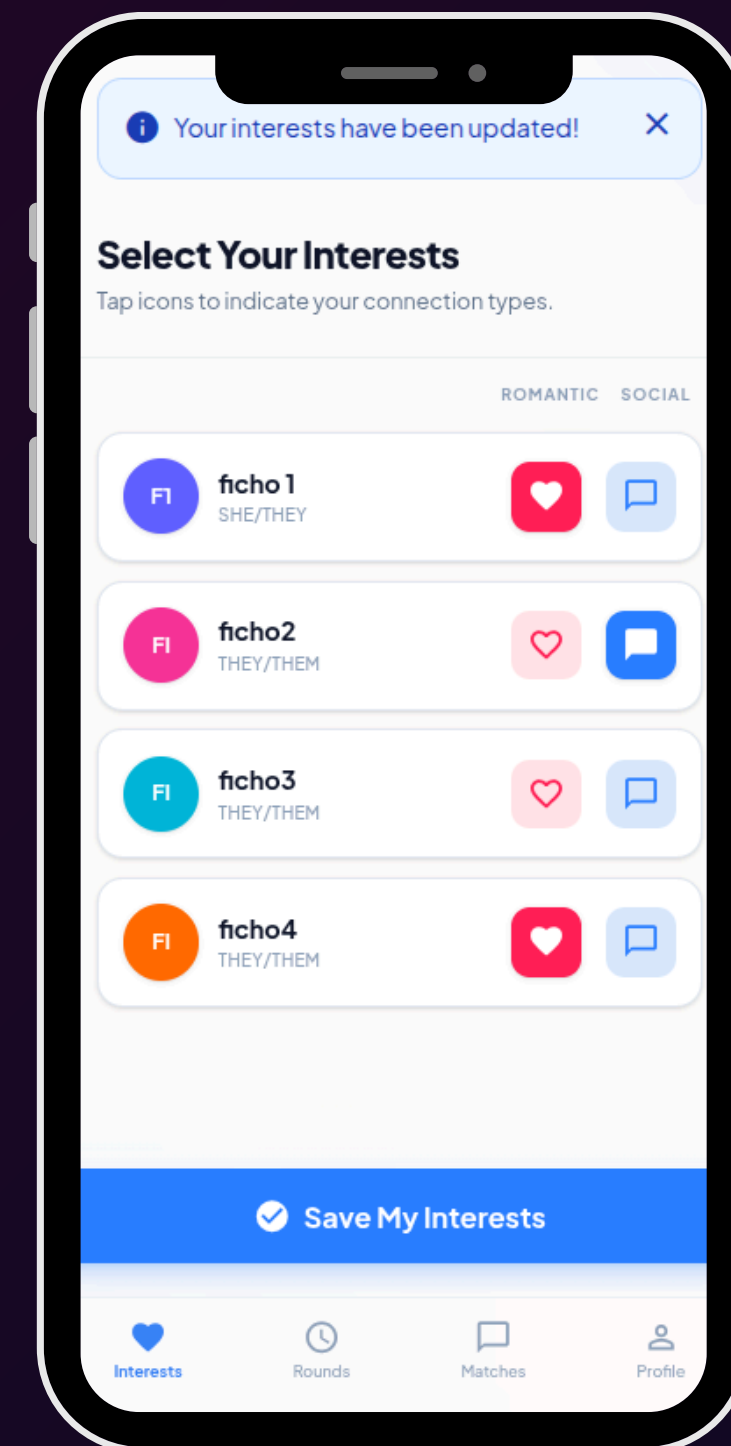 Your interests have been updated!
Select Your Interests
Tap icons to indicate your connection types.
ROMANTIC SOCIAL
F1 ficho 1
SHE/THEY
FI ficho2
THEY/THEM
FI ficho3
THEY/THEM
FI ficho4
THEY/THEM
Save My Interests
Interests Rounds Matches Profile